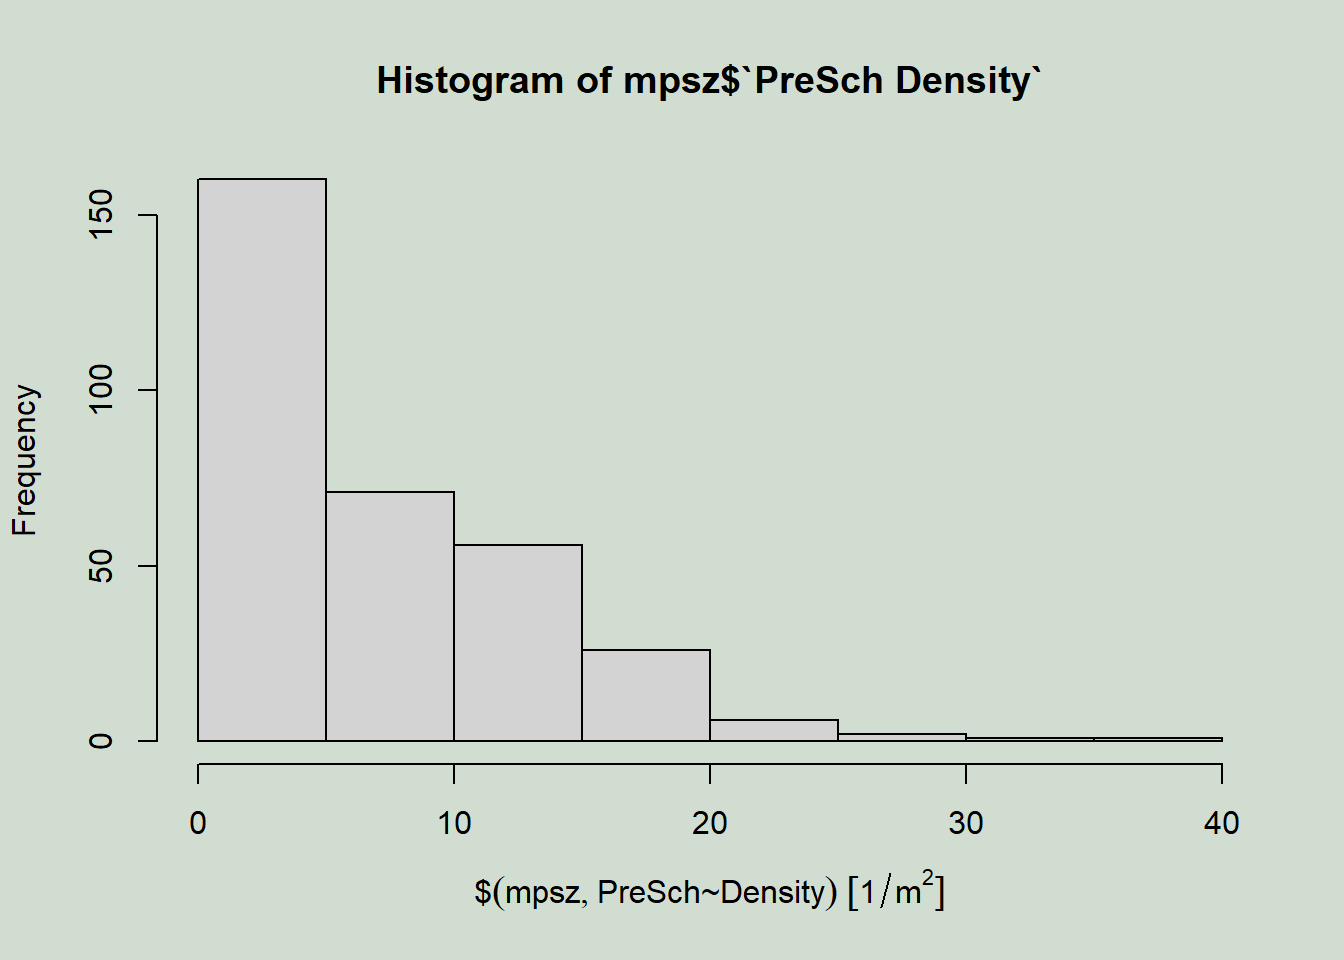 Histogram of mpsz$`PreSch Density`
Frequency
150
100
50
0
0 10 20 30 40
$(mpsz, PreSch~Density) [1/m²]